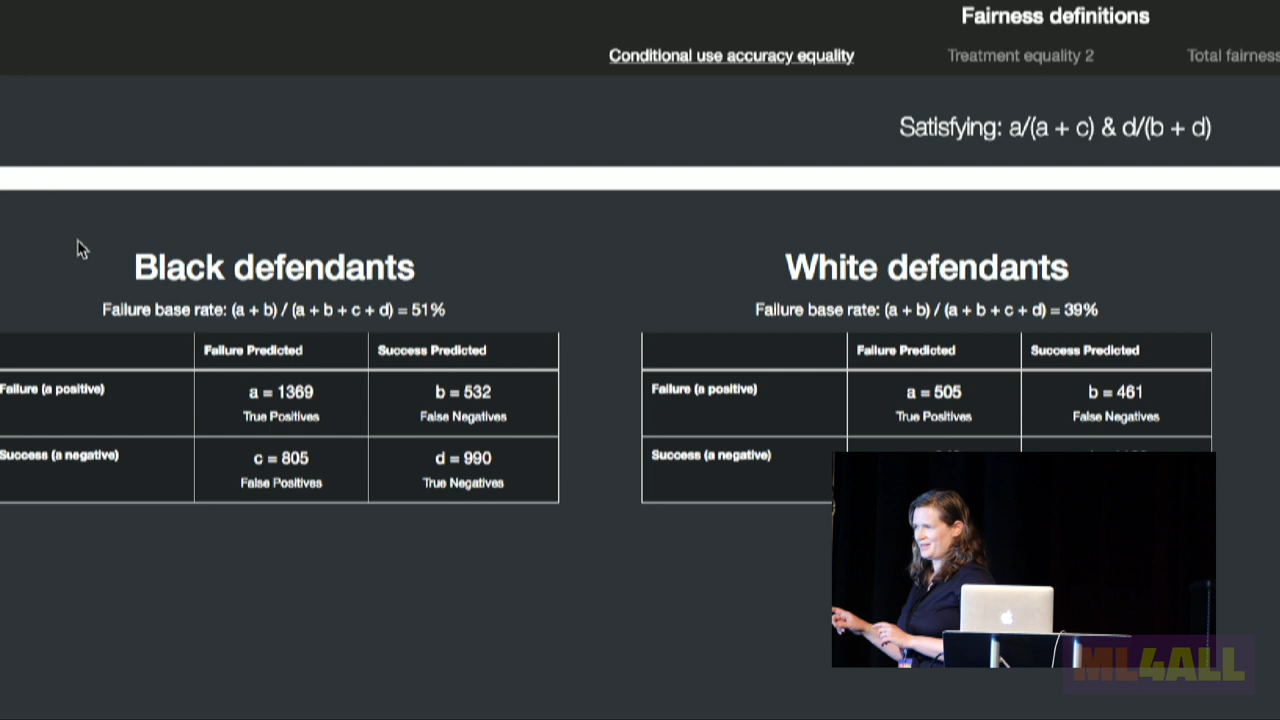 Fairness definitions
Conditional use accuracy equality
Treatment equality 2
Total fairness
Satisfying: a/(a + c) & d/(b + d)
Black defendants
Failure base rate: (a + b) / (a + b + c + d) = 51%
Failure Predicted
Success Predicted
Failure (a positive)
a = 1369
True Positives
b = 532
False Negatives
Success (a negative)
c = 805
False Positives
d = 990
True Negatives
White defendants
Failure base rate: (a + b) / (a + b + c + d) = 39%
Failure Predicted
Success Predicted
Failure (a positive)
a = 505
True Positives
b = 461
False Negatives
Success (a negative)
ML4ALL